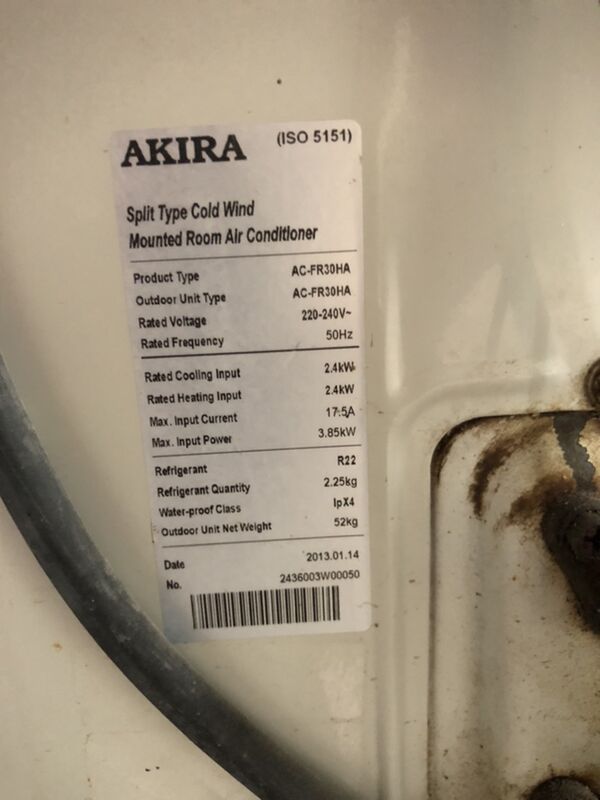 AKIRA (ISO 5151)
Split Type Cold Wind
Mounted Room Air Conditioner
Product Type AC-FR30HA
Outdoor Unit Type AC-FR30HA
Rated Voltage 220-240V~
Rated Frequency 50Hz
Rated Cooling Input 2.4kW
Rated Heating Input 2.4kW
Max. Input Current 17.5A
Max. Input Power 3.85kW
Refrigerant R22
Refrigerant Quantity 2.25kg
Water-proof Class IpX4
Outdoor Unit Net Weight 52kg
Date 2013.01.14
No. 2436003W00050